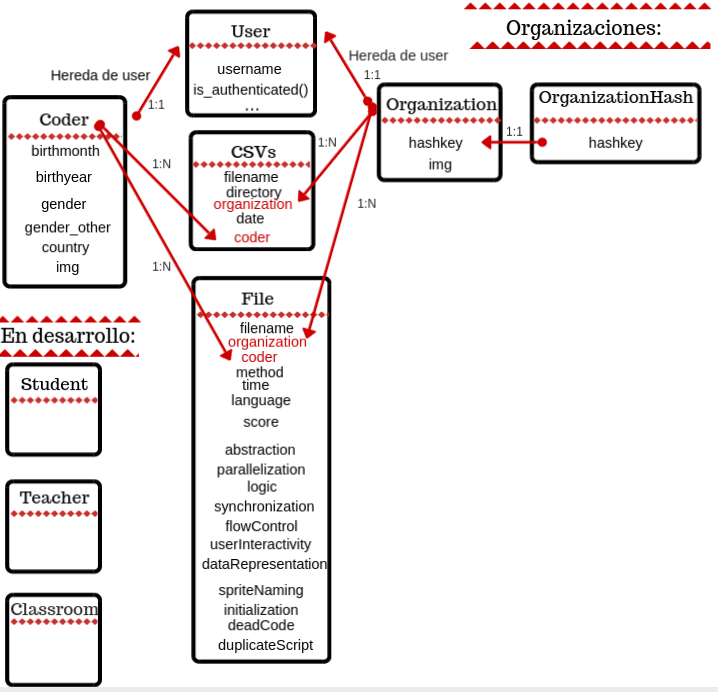 Organizaciones:
User
username
is_authenticated()
...
Hereda de user
1:1
Hereda de user
1:1
Coder
birthmonth
birthyear
gender
gender_other
country
img
CSVs
filename
directory
organization
date
coder
1:N
1:N
1:N
1:N
Organization
hashkey
img
1:1
OrganizationHash
hashkey
File
filename
organization
coder
method
time
language
score
abstraction
parallelization
logic
synchronization
flowControl
userInteractivity
dataRepresentation
spriteNaming
initialization
deadCode
duplicateScript
En desarrollo:
Student
Teacher
Classroom